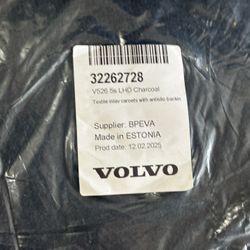 32262728
V526 5s LHD Charcoal
Textile inlay carpets with antislip backin
Supplier: BPEVA
Made in ESTONIA
Prod date: 12.02.2025
VOLVO